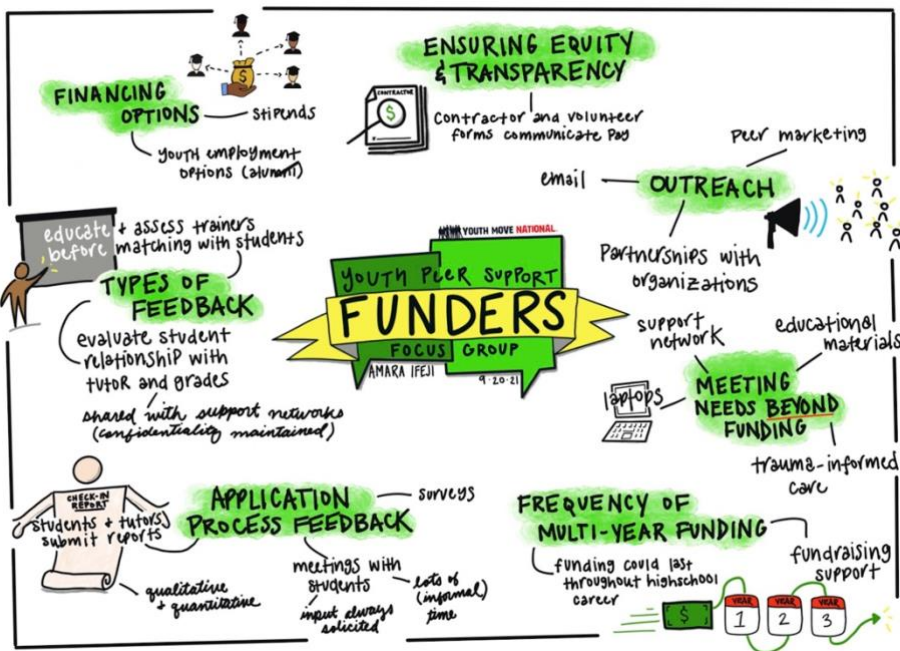 FINANCING
OPTIONS
stipends
youth employment
options (alumni)
$
ENSURING EQUITY
& TRANSPARENCY
CONTRACTOR
$
Contractor and volunteer
forms communicate pay
peer marketing
email
OUTREACH
Partnerships with
organizations
educate
before
+ assess trainers
matching with students
TYPES OF
FEEDBACK
evaluate student
relationship with
tutor and grades
shared with support networks
(confidentiality maintained)
YOUTH MOVE NATIONAL
YOUTH PEER SUPPORT
FUNDERS
FOCUS GROUP
AMARA IFEJI
9.20.21
support
network
educational
materials
laptops
MEETING
NEEDS BEYOND
FUNDING
trauma-informed
care
CHECK-IN
REPORT
students + tutors
submit reports
qualitative
+ quantitative
APPLICATION
PROCESS FEEDBACK
surveys
meetings with
students
input always
solicited
lots of
(informal)
time
FREQUENCY OF
MULTI-YEAR FUNDING
funding could last
throughout highschool
career
fundraising
support
$
YEAR
1
YEAR
2
YEAR
3